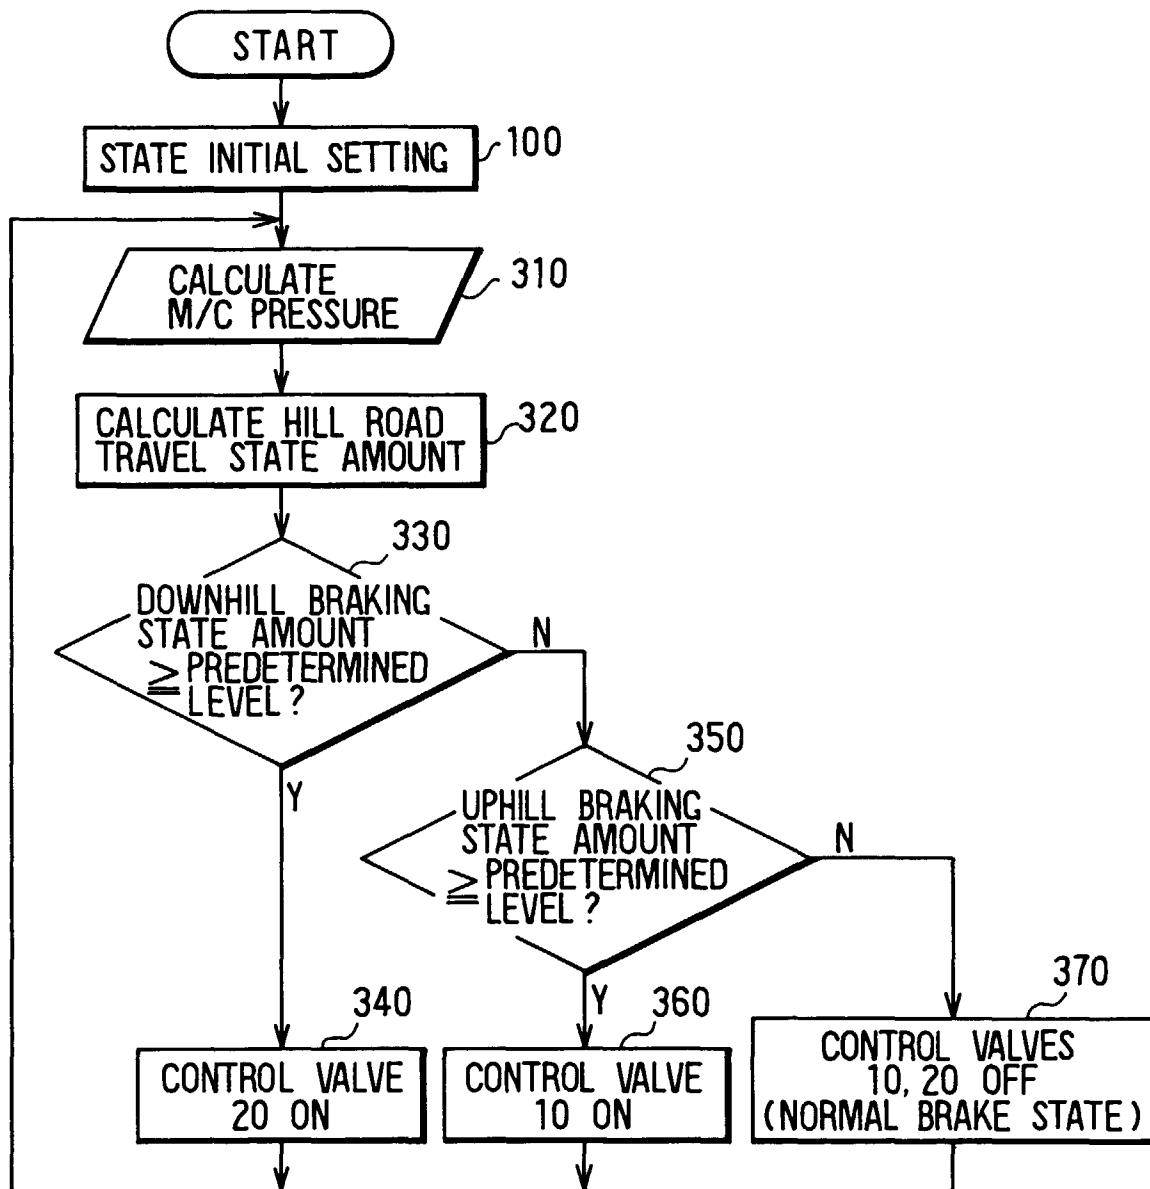 START
STATE INITIAL SETTING
100
CALCULATE
M/C PRESSURE
310
CALCULATE HILL ROAD
TRAVEL STATE AMOUNT
320
330
DOWNHILL BRAKING
STATE AMOUNT
≧ PREDETERMINED
LEVEL?
N
Y
350
UPHILL BRAKING
STATE AMOUNT
≧ PREDETERMINED
LEVEL?
N
Y
340
CONTROL VALVE
20 ON
360
CONTROL VALVE
10 ON
370
CONTROL VALVES
10, 20 OFF
(NORMAL BRAKE STATE)